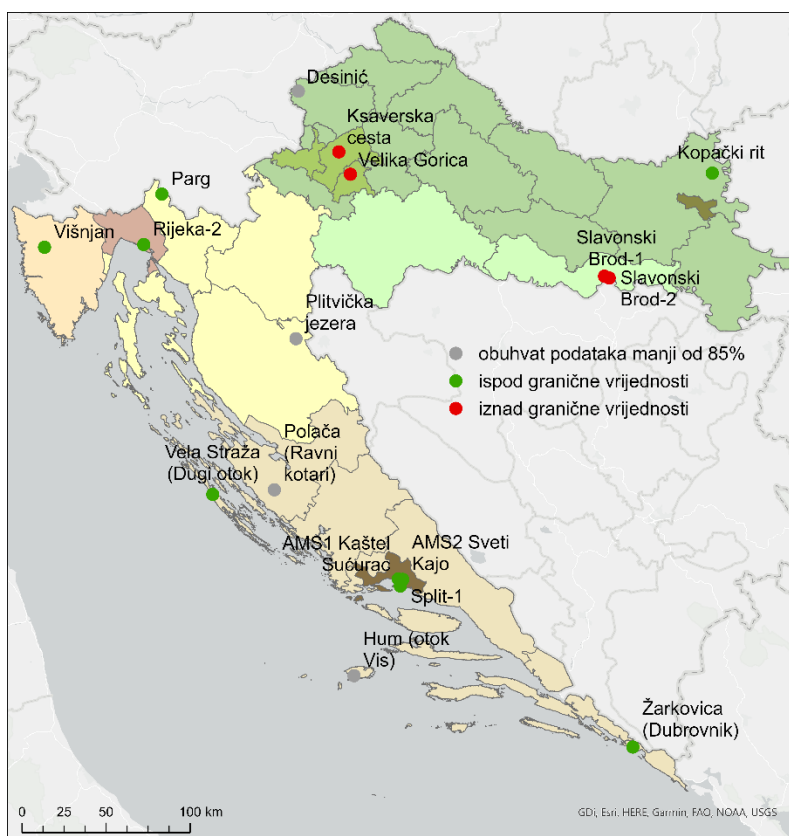 Desinić
Ksaverska
cesta
Velika Gorica
Kopački rit
Parg
Višnjan
Rijeka-2
Slavonski
Brod-1
Slavonski
Brod-2
Plitvička
jezera
obuhvat podataka manji od 85%
ispod granične vrijednosti
iznad granične vrijednosti
Polača
(Ravni
kotari)
Vela Straža
(Dugi otok)
AMS1 Kaštel
Sućurac
AMS2 Sveti
Kajo
Split-1
Hum (otok
Vis)
Žarkovica
(Dubrovnik)
0 25 50 100 km
GDi, Esri, HERE, Garmin, FAO, NOAA, USGS